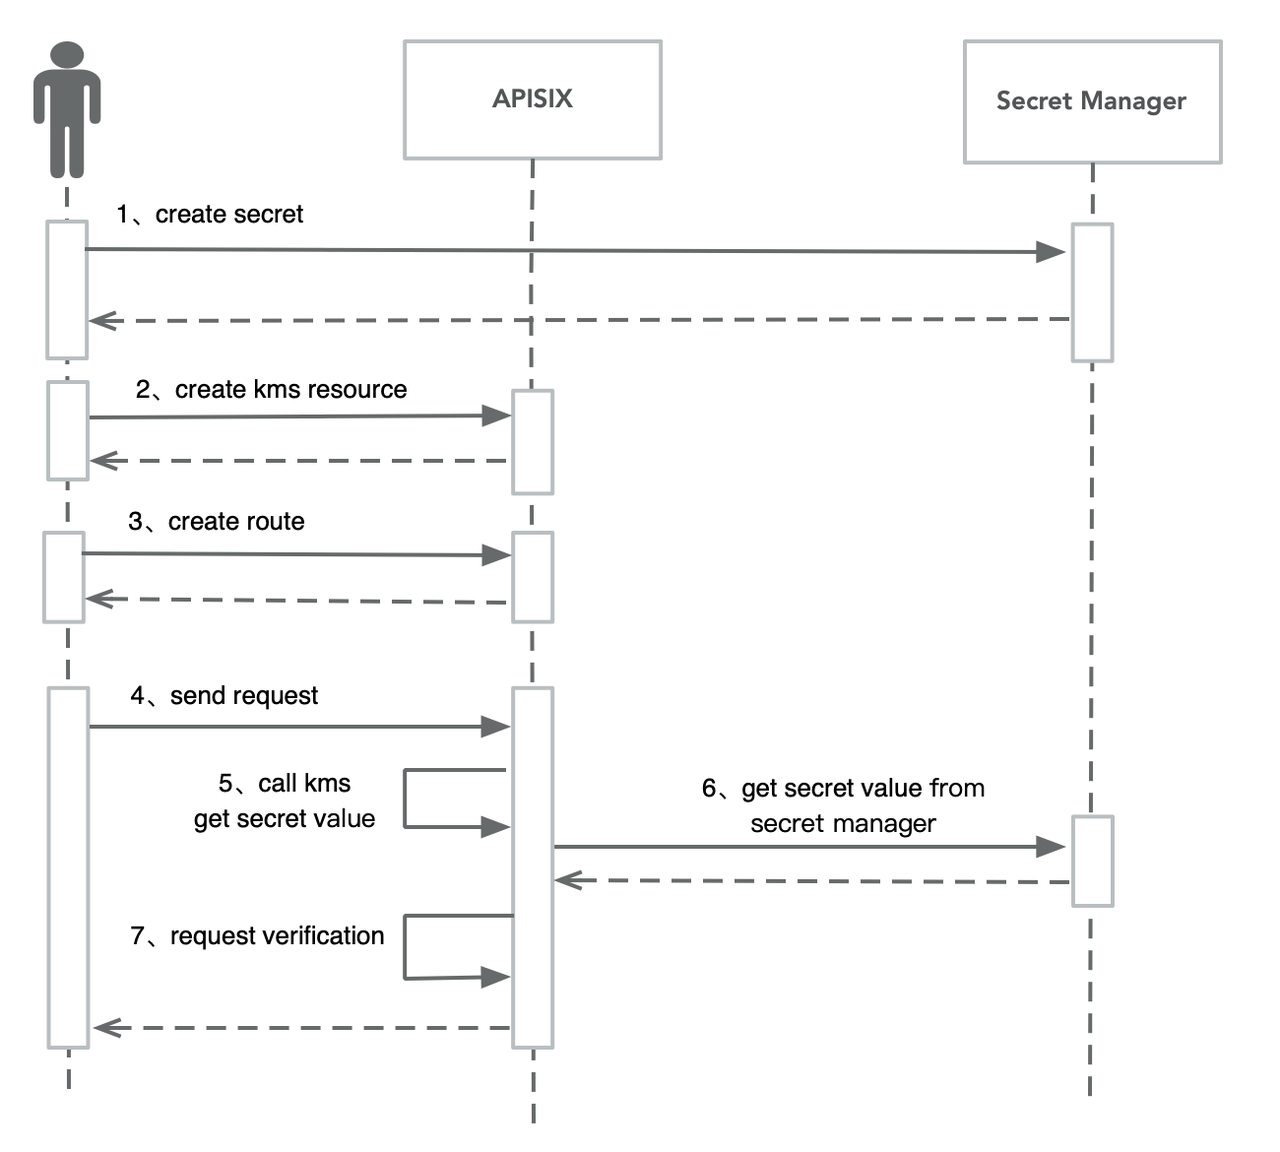 APISIX
Secret Manager
1、create secret
2、create kms resource
3、create route
4、send request
5、call kms
get secret value
6、get secret value from
secret manager
7、request verification